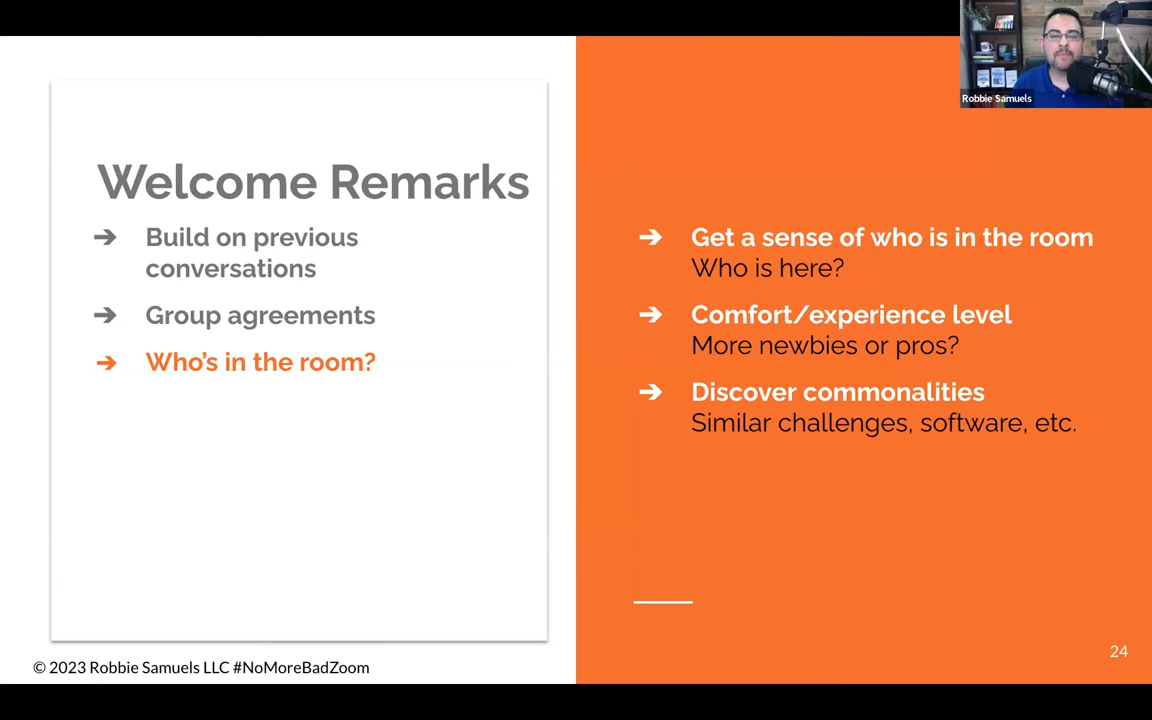 Robbie Samuels
Welcome Remarks
➔ Build on previous
conversations
➔ Group agreements
➔ Who's in the room?
➔ Get a sense of who is in the room
Who is here?
➔ Comfort/experience level
More newbies or pros?
➔ Discover commonalities
Similar challenges, software, etc.
24
© 2023 Robbie Samuels LLC #NoMoreBadZoom